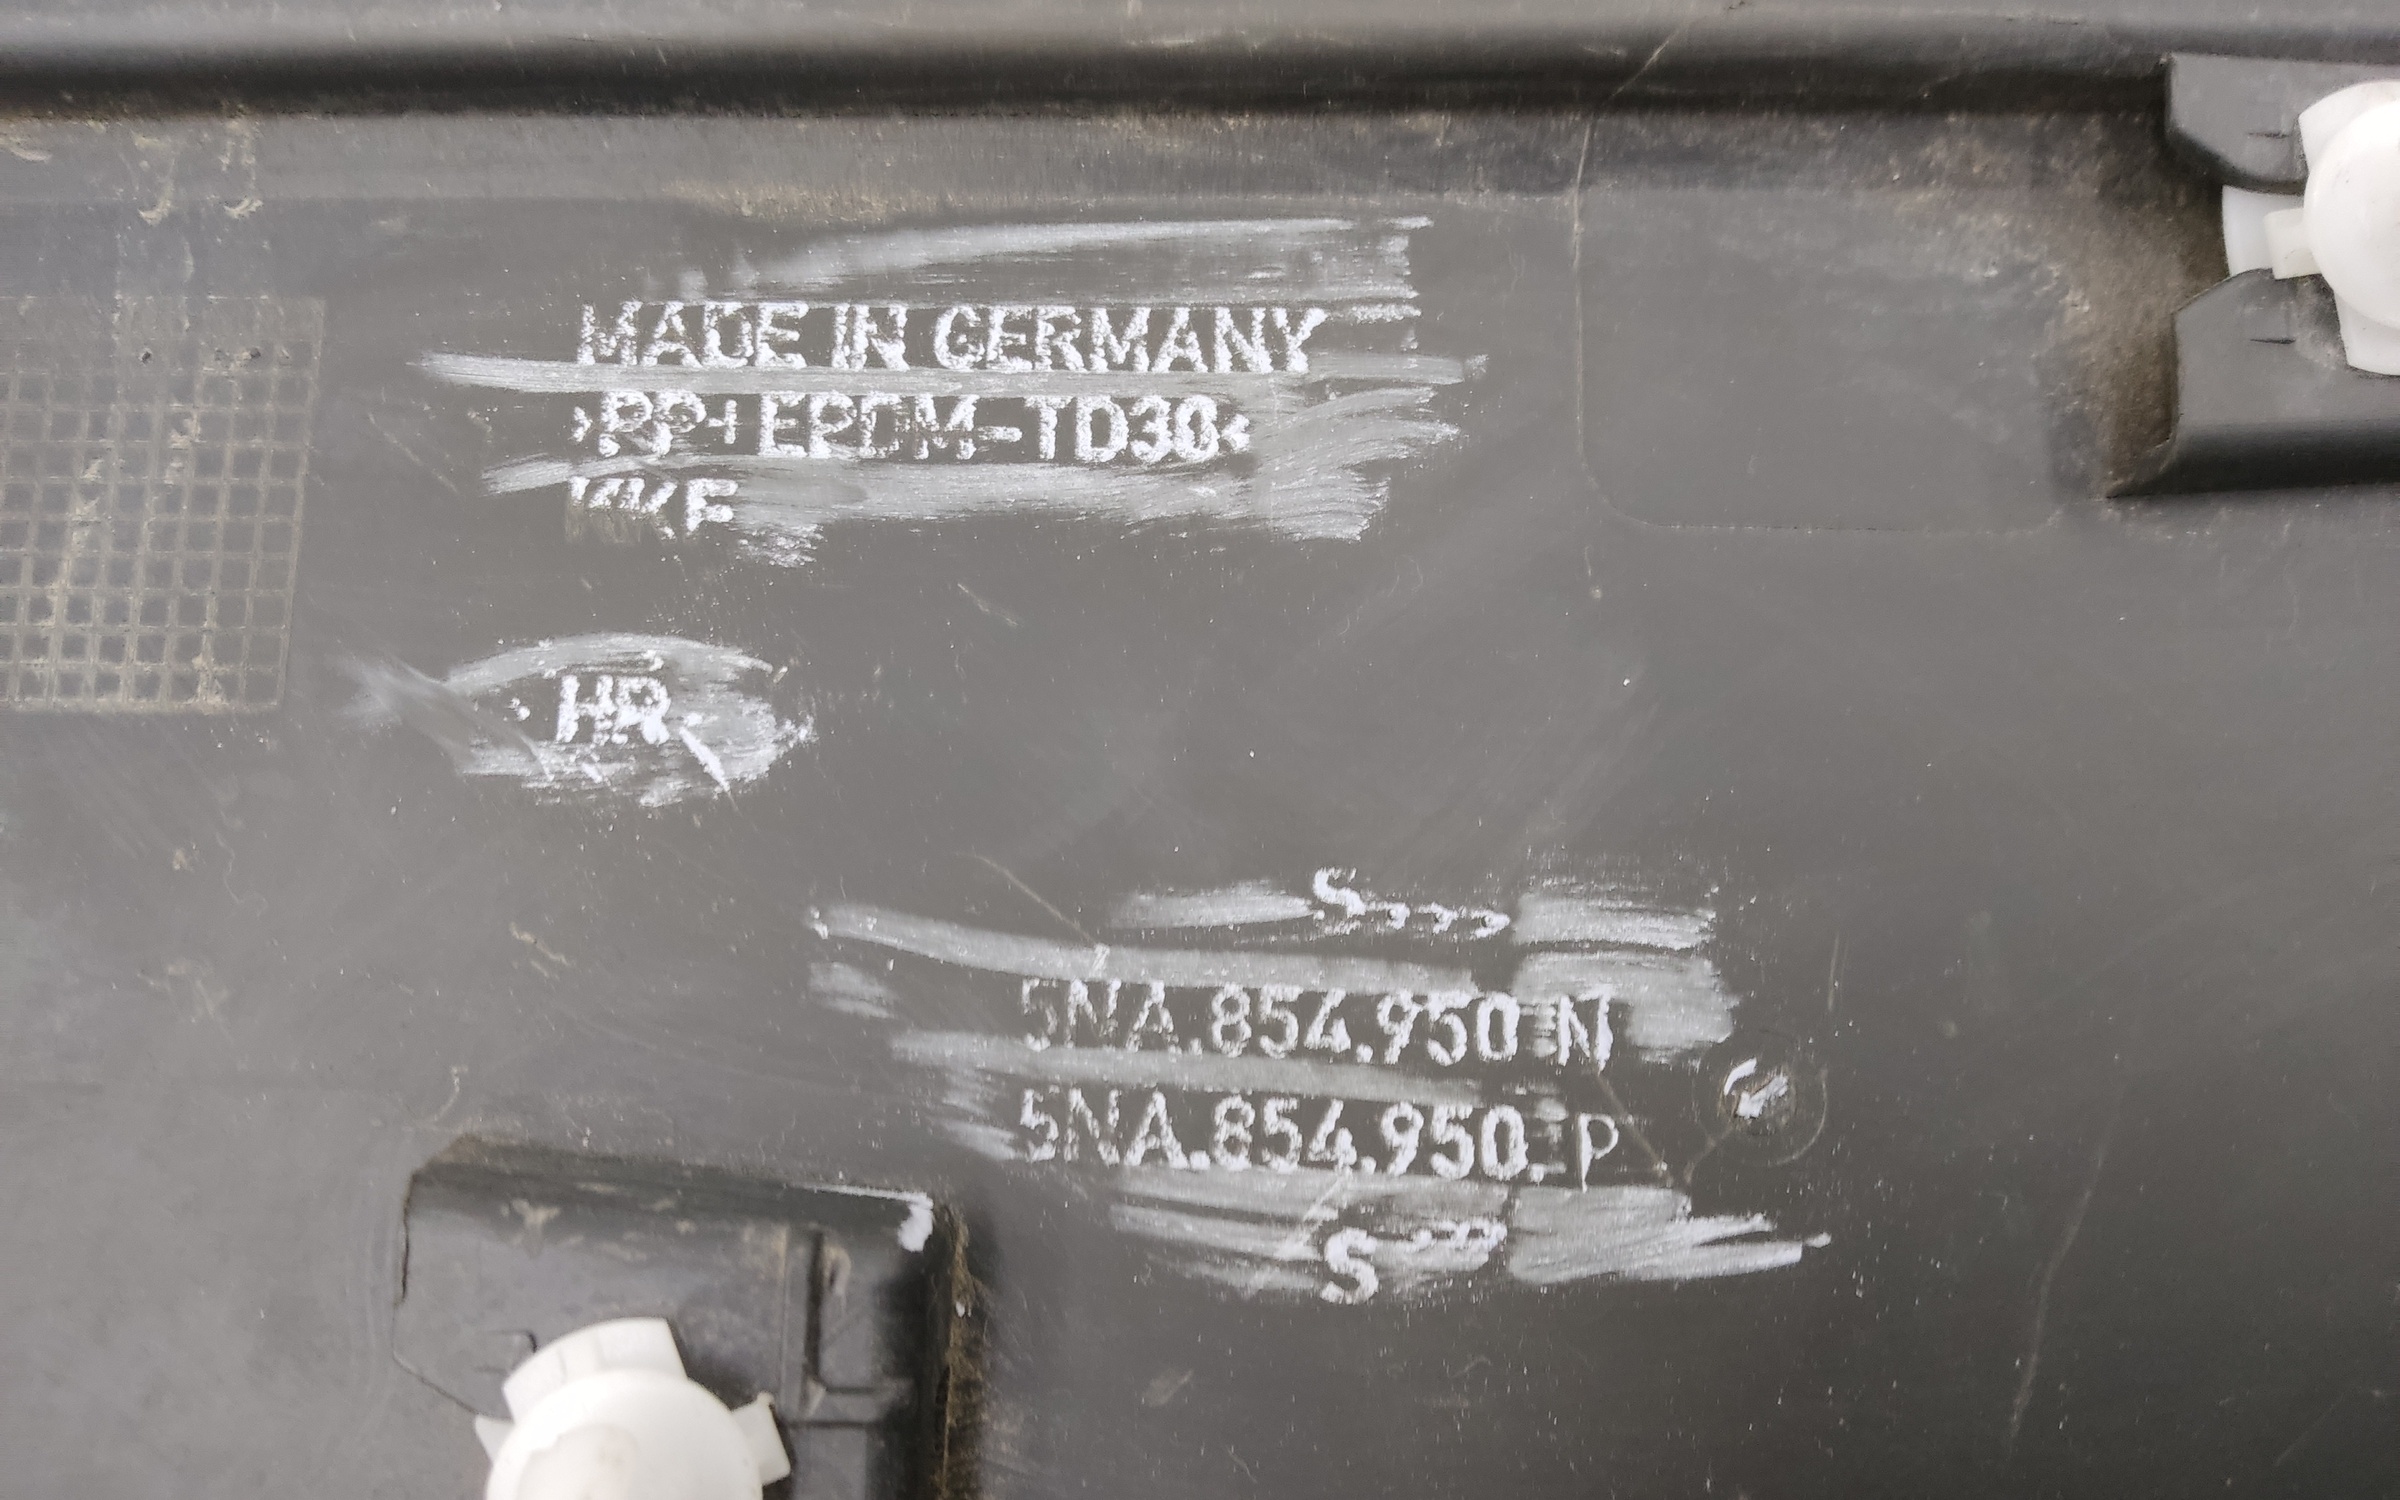 MADE IN GERMANY
>PP+EPDM-TD30<
HR
S
5NA.854.950 N
5NA.854.950. P
S